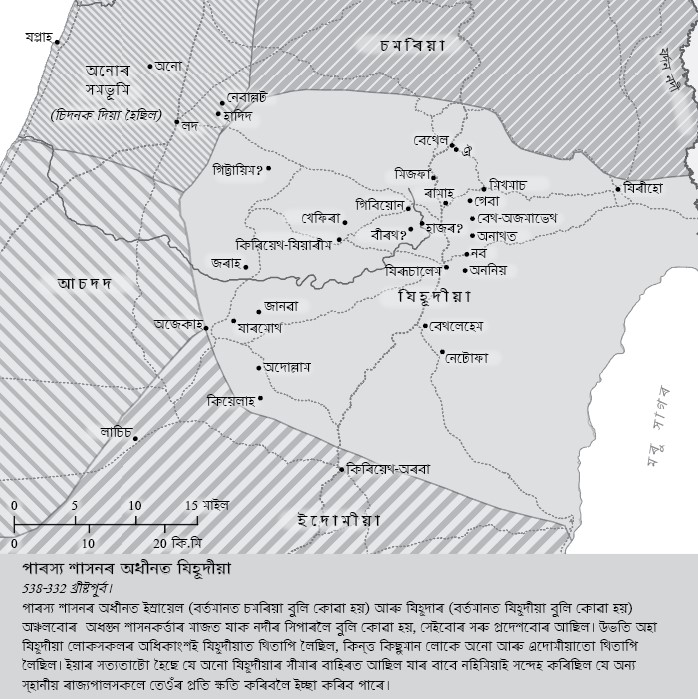 যপ্পাহ
অনোৰ
সমভূমি
(চিদনক দিয়া হৈছিল)
অনো
চমৰিয়া
যৰ্দন নদী
নেবাল্লট
হাদিদ
লদ
বেথেল
ঐ
গিট্টায়িম?
মিজফা
ৰামাহ
মিখমাচ
গেবা
যিৰীহো
গিবিয়োন
বেথ-অজমাভেথ
খেফিৰা
বীৰথ?
হাজৰ?
অনাথত
কিৰিয়েথ-যিয়াৰীম
নব
জৰাহ
যিৰূচালেম
অননিয়
আচদদ
যিহূদীয়া
জানৱা
অজেকাহ
যাৰমোথ
বেথলেহেম
নেটোফা
অদোল্লাম
কিয়েলাহ
মৰূ সাগৰ
লাচিচ
কিৰিয়েথ-অৰবা
0 5 10 15 মাইল
0 10 20 কি.মি
ইদোমীয়া
পাৰস্য শাসনৰ অধীনত যিহূদীয়া
538-332 খ্ৰীষ্টপূৰ্ব।
পাৰস্য শাসনৰ অধীনত ইস্ৰায়েল (বৰ্তমানত চমৰিয়া বুলি কোৱা হয়) আৰু যিহূদাৰ (বৰ্তমানত যিহূদীয়া বুলি কোৱা হয়)
অঞ্চলবোৰ অধস্তন শাসনকৰ্ত্তাৰ মাজত যাক নদীৰ সিপাৰলৈ বুলি কোৱা হয়, সেইবোৰ সৰু প্ৰদেশবোৰ আছিল। উভতি অহা
যিহূদীয়া লোকসকলৰ অধিকাংশই যিহূদীয়াত থিতাপি লৈছিল, কিন্ত্ত কিছুমান লোকে অনো আৰু এদোমীয়াতো থিতাপি
লৈছিল। ইয়াৰ সত্যতাটো হৈছে যে অনো যিহূদীয়াৰ সীমাৰ বাহিৰত আছিল যাৰ বাবে নহিমিয়াই সন্দেহ কৰিছিল যে অন্য
স্হানীয় ৰাজ্যপালসকলে তেওঁৰ প্ৰতি ক্ষতি কৰিবলৈ ইচ্ছা কৰিব পাৰে।